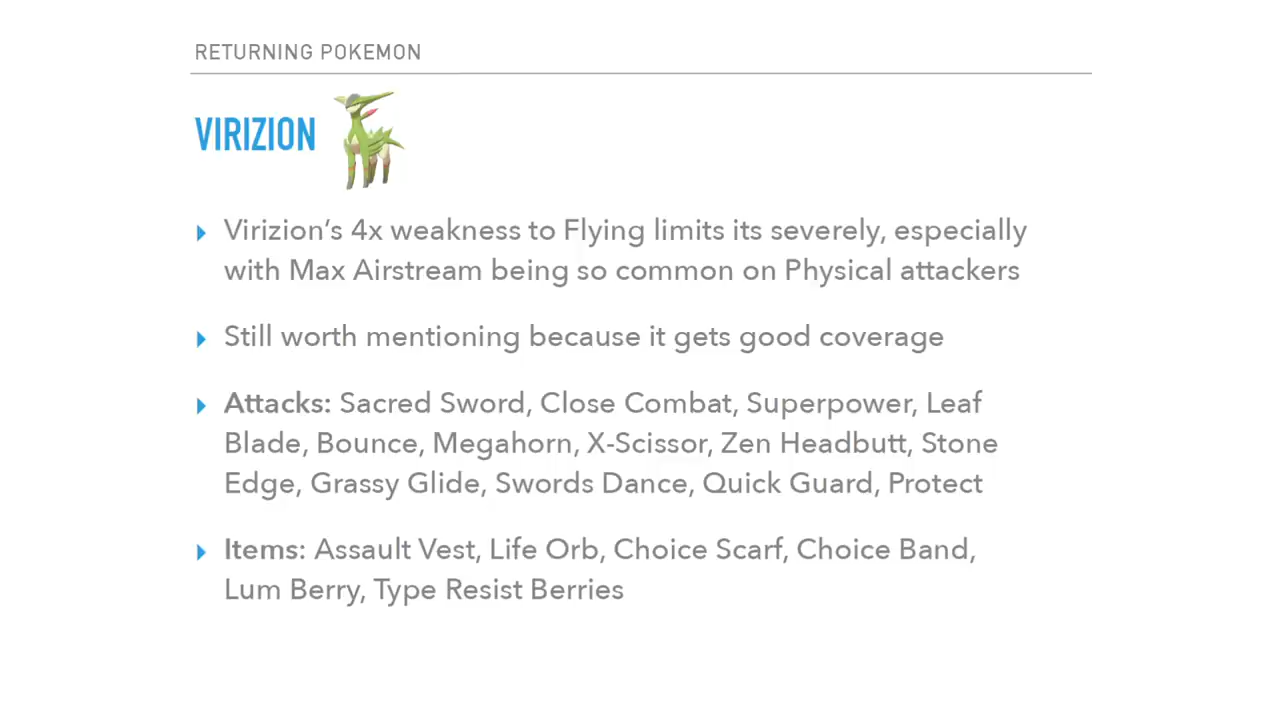 RETURNING POKEMON
VIRIZION
Virizion‘s 4x weakness to Flying limits its severely, especially
with Max Airstream being so common on Physical attackers
Still worth mentioning because it gets good coverage
Attacks: Sacred Sword, Close Combat, Superpower, Leaf
Blade, Bounce, Megahorn, X-Scissor, Zen Headbutt, Stone
Edge, Grassy Glide, Swords Dance, Quick Guard, Protect
Items: Assault Vest, Life Orb, Choice Scarf, Choice Band,
Lum Berry, Type Resist Berries